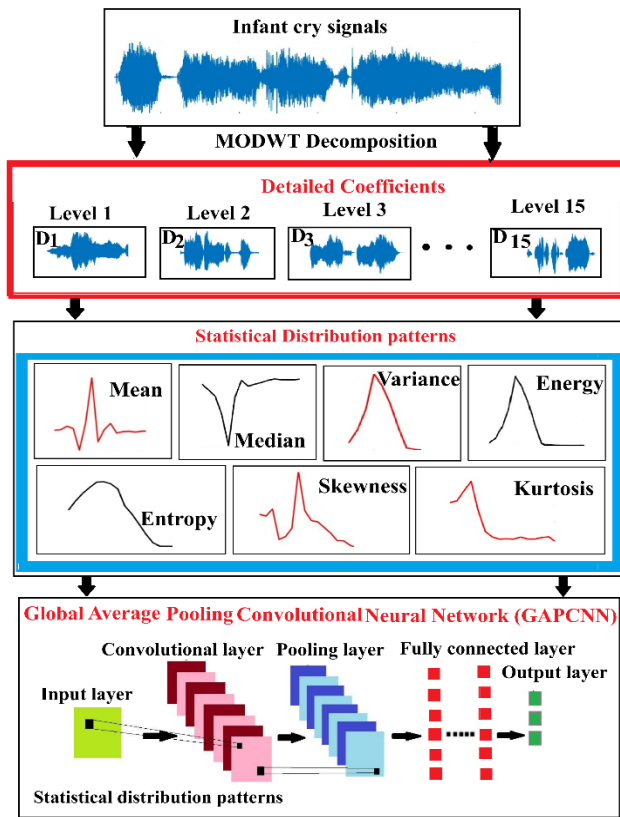 Infant cry signals
MODWT Decomposition
Detailed Coefficients
Level 1 Level 2 Level 3 Level 15
D1 D2 D3 • • • D15
Statistical Distribution patterns
Mean Median Variance Energy
Entropy Skewness Kurtosis
Global Average Pooling Convolutional Neural Network (GAPCNN)
Convolutional layer Pooling layer Fully connected layer
Input layer Output layer
Statistical distribution patterns